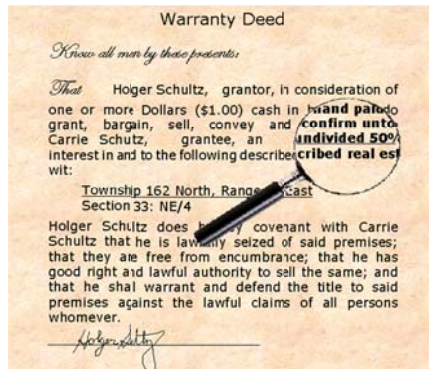 Warranty Deed
Know all men by these presents:
That Hoger Schultz, grantor, in consideration of
one or more Dollars ($1.00) cash in hand paid do
grant, bargain, sell, convey and confirm unto
Carrie Schutz, grantee, an undivided 50%
interest in and to the following described real est
wit:
Township 162 North, Range East
Section 33: NE/4
Holger Schultz does covenant with Carrie
Schultz that he is lawfully seized of said premises;
that they are free from encumbrance; that he has
good right and lawful authority to sell the same; and
that he shal warrant and defend the title to said
premises against the lawful claims of all persons
whomever.